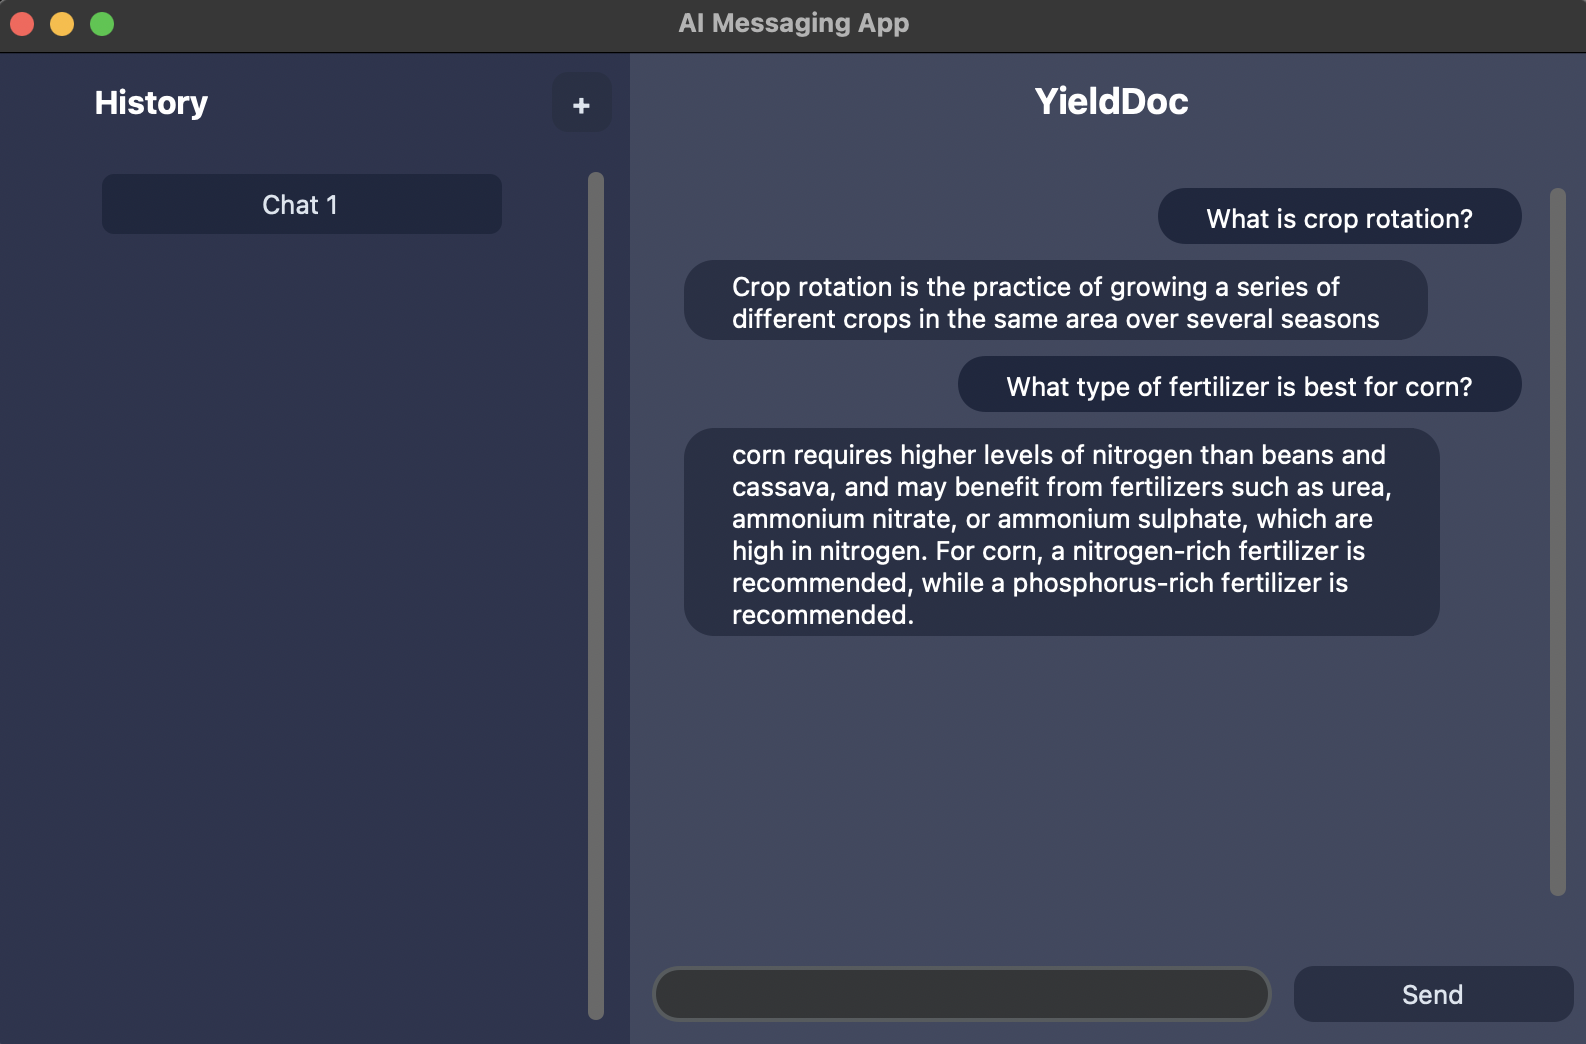 AI Messaging App
History
+
Chat 1
YieldDoc
What is crop rotation?
Crop rotation is the practice of growing a series of
different crops in the same area over several seasons
What type of fertilizer is best for corn?
corn requires higher levels of nitrogen than beans and
cassava, and may benefit from fertilizers such as urea,
ammonium nitrate, or ammonium sulphate, which are
high in nitrogen. For corn, a nitrogen-rich fertilizer is
recommended, while a phosphorus-rich fertilizer is
recommended.
Send